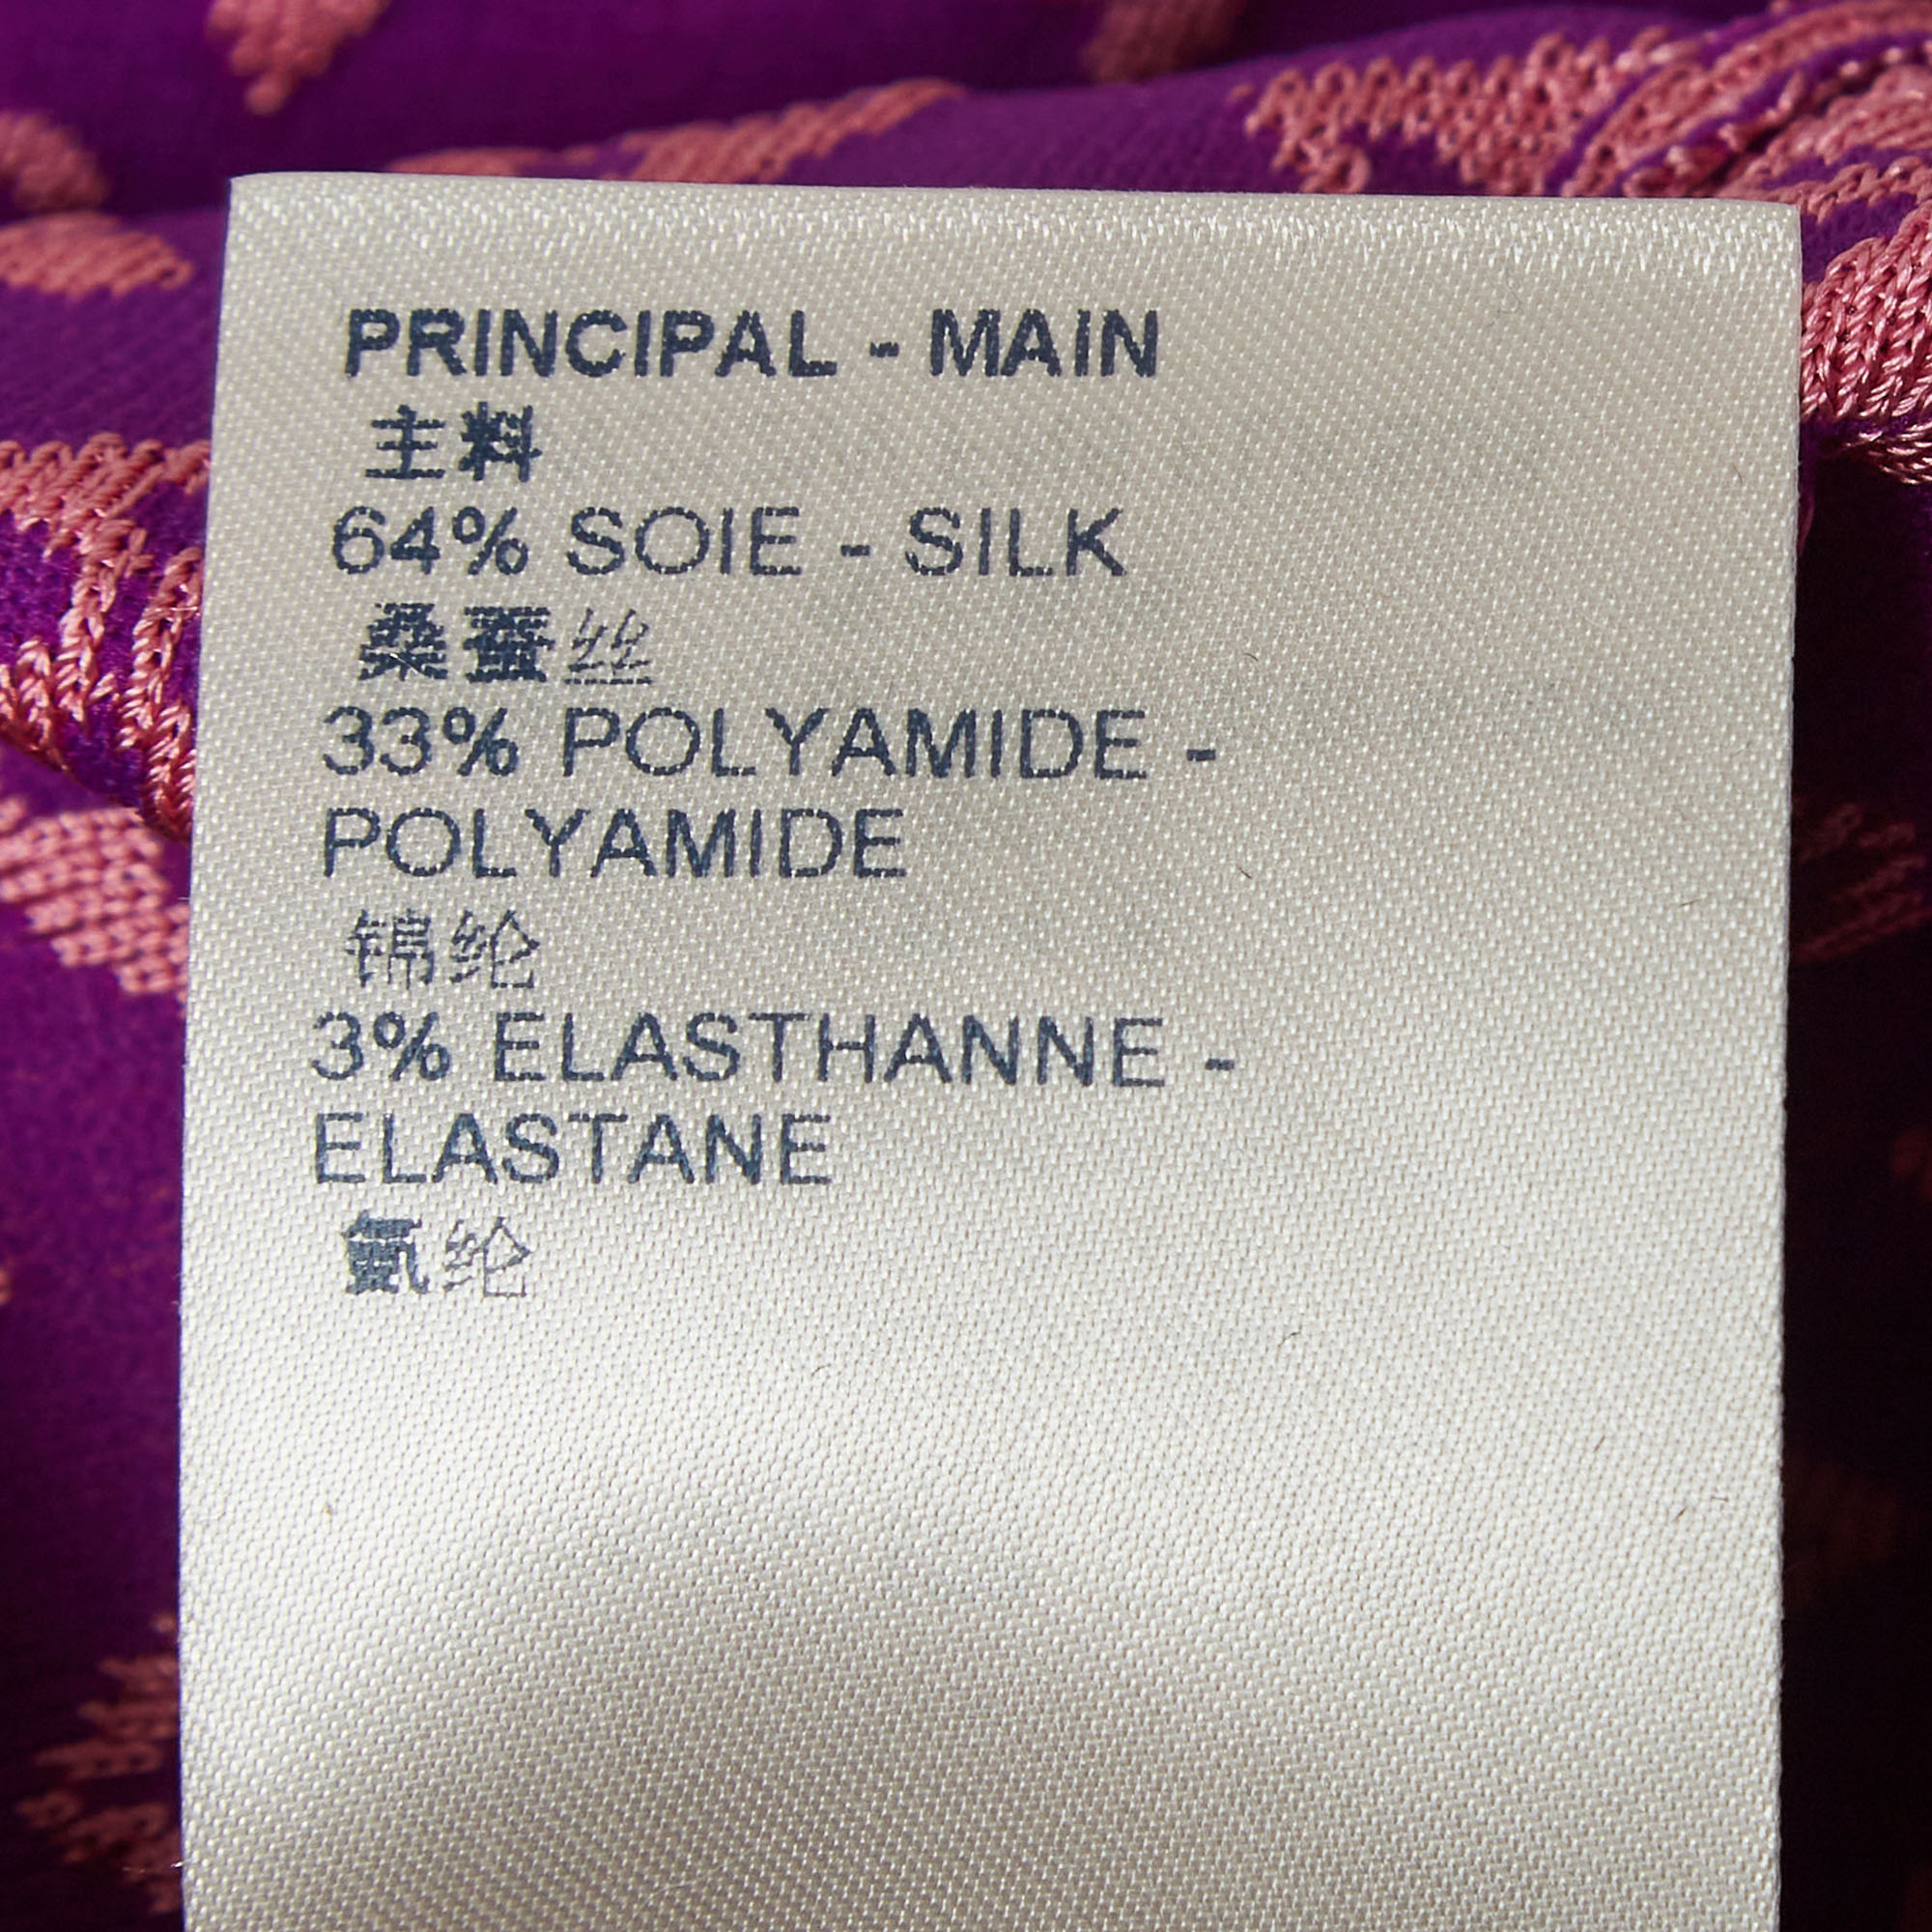 PRINCIPAL - MAIN
主料
64% SOIE - SILK
桑蚕丝
33% POLYAMIDE -
POLYAMIDE
锦纶
3% ELASTHANNE -
ELASTANE
氨纶